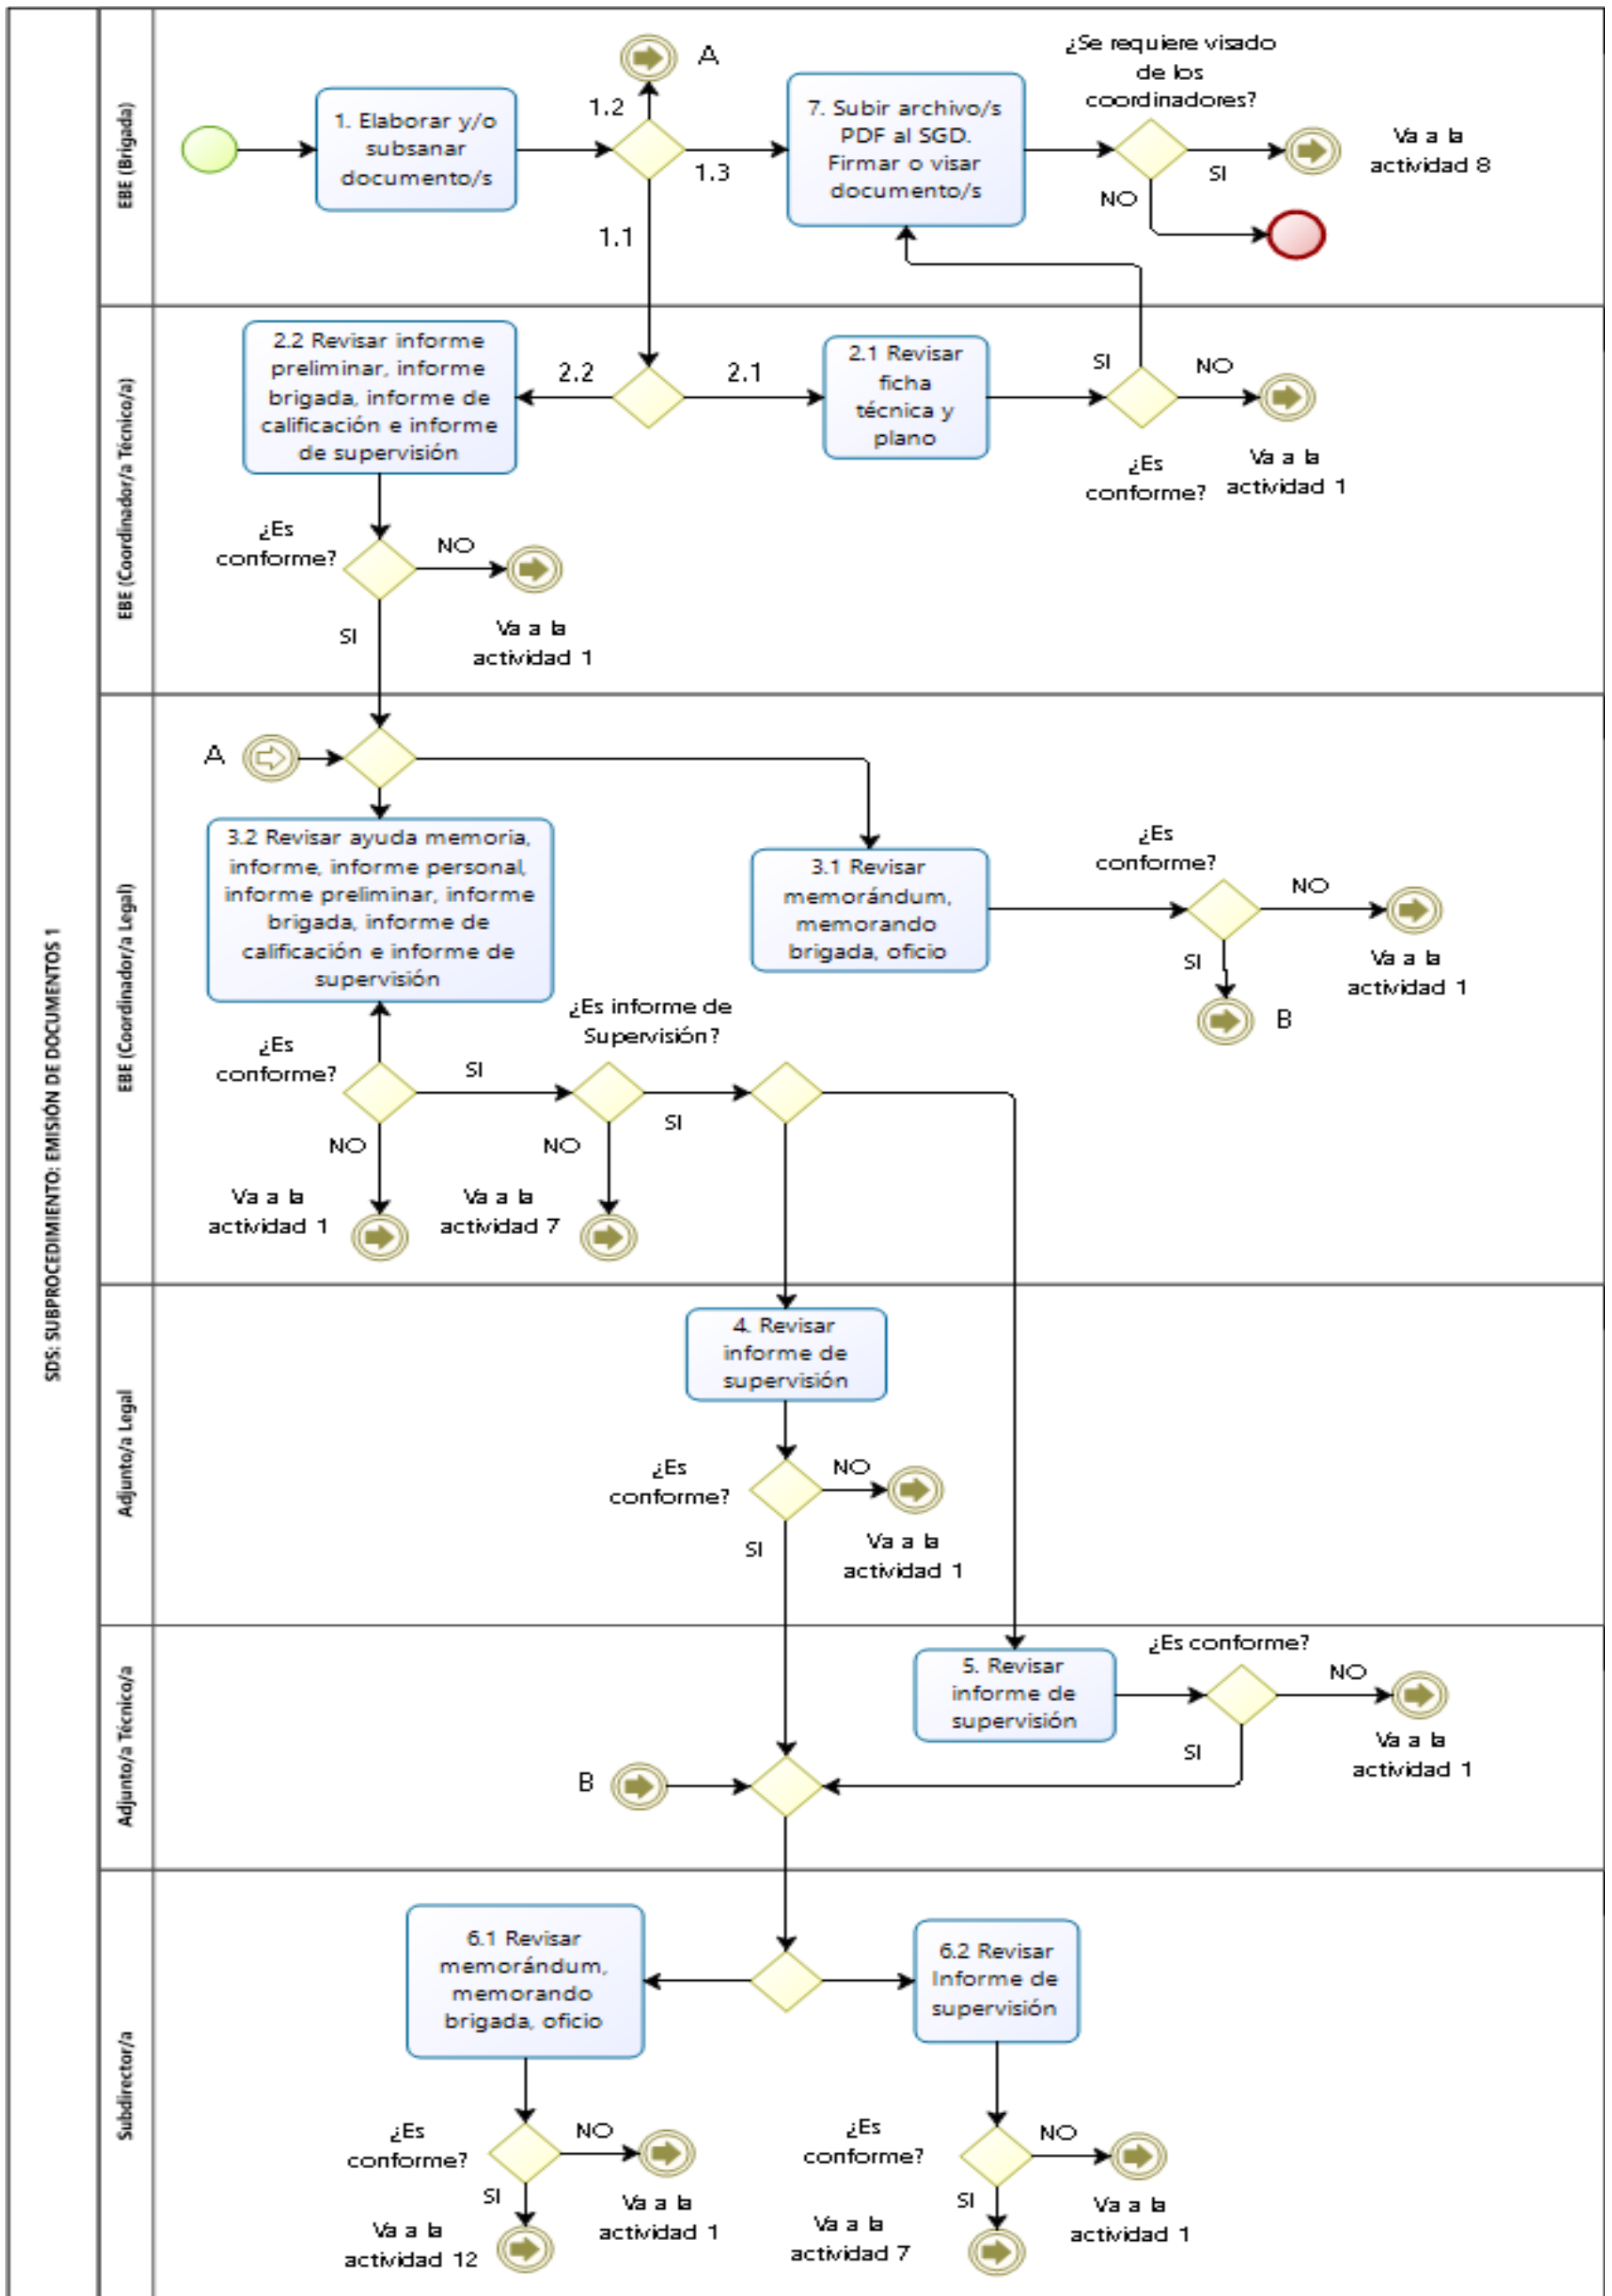 SDS: SUBPROCEDIMIENTO: EMISIÓN DE DOCUMENTOS 1
EBE (Brigada)
1. Elaborar y/o
subsanar
documento/s
1.2
A
1.3
1.1
7. Subir archivo/s
PDF al SGD.
Firmar o visar
documento/s
¿Se requiere visado
de los
coordinadores?
SI
Va a la
actividad 8
NO
EBE (Coordinador/a Técnico/a)
2.2 Revisar informe
preliminar, informe
brigada, informe de
calificación e informe
de supervisión
2.2
2.1
2.1 Revisar
ficha
técnica y
plano
SI
NO
¿Es
conforme?
Va a la
actividad 1
¿Es
conforme?
NO
SI
Va a la
actividad 1
EBE (Coordinador/a Legal)
A
3.2 Revisar ayuda memoria,
informe, informe personal,
informe preliminar, informe
brigada, informe de
calificación e informe de
supervisión
3.1 Revisar
memorándum,
memorando
brigada, oficio
¿Es
conforme?
NO
SI
Va a la
actividad 1
B
¿Es
conforme?
SI
¿Es informe de
Supervisión?
SI
NO
NO
Va a la
actividad 1
Va a la
actividad 7
Adjunto/a Legal
4. Revisar
informe de
supervisión
¿Es
conforme?
NO
SI
Va a la
actividad 1
Adjunto/a Técnico/a
5. Revisar
informe de
supervisión
¿Es conforme?
NO
SI
Va a la
actividad 1
B
Subdirector/a
6.1 Revisar
memorándum,
memorando
brigada, oficio
6.2 Revisar
Informe de
supervisión
¿Es
conforme?
NO
SI
Va a la
actividad 1
Va a la
actividad 12
¿Es
conforme?
NO
SI
Va a la
actividad 1
Va a la
actividad 7